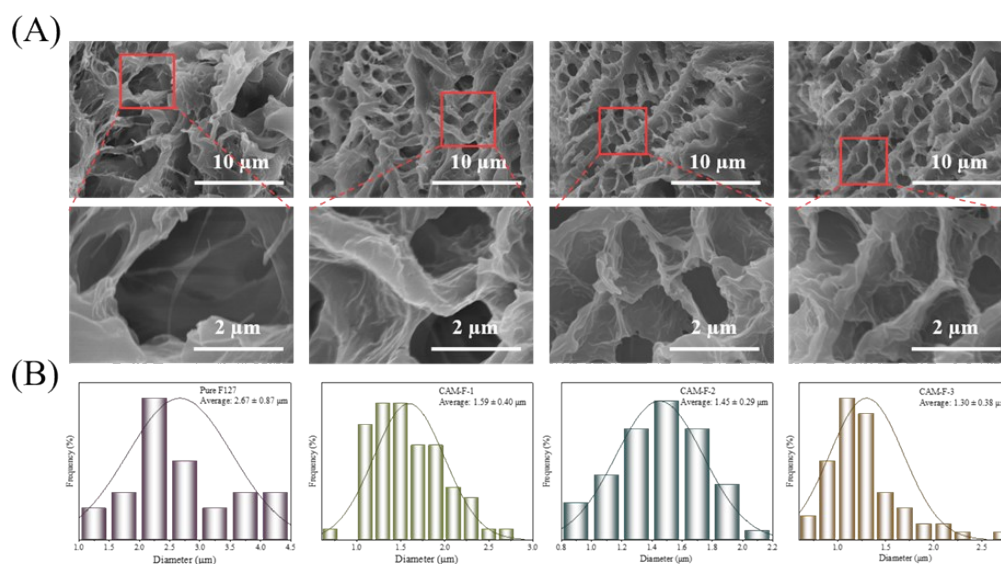 (A)
10 µm
10 µm
10 µm
10 µm
2 µm
2 µm
2 µm
2 µm
(B)
Pure F127
Average: 2.67 ± 0.87 µm
Frequency (%)
1.0 1.5 2.0 2.5 3.0 3.5 4.0 4.5
Diameter (µm)
CAM-F-1
Average: 1.59 ± 0.40 µm
Frequency (%)
1.0 1.5 2.0 2.5 3.0
Diameter (µm)
CAM-F-2
Average: 1.45 ± 0.29 µm
Frequency (%)
0.8 1.0 1.2 1.4 1.6 1.8 2.0 2.2
Diameter (µm)
CAM-F-3
Average: 1.30 ± 0.38 µm
Frequency (%)
1.0 1.5 2.0 2.5
Diameter (µm)